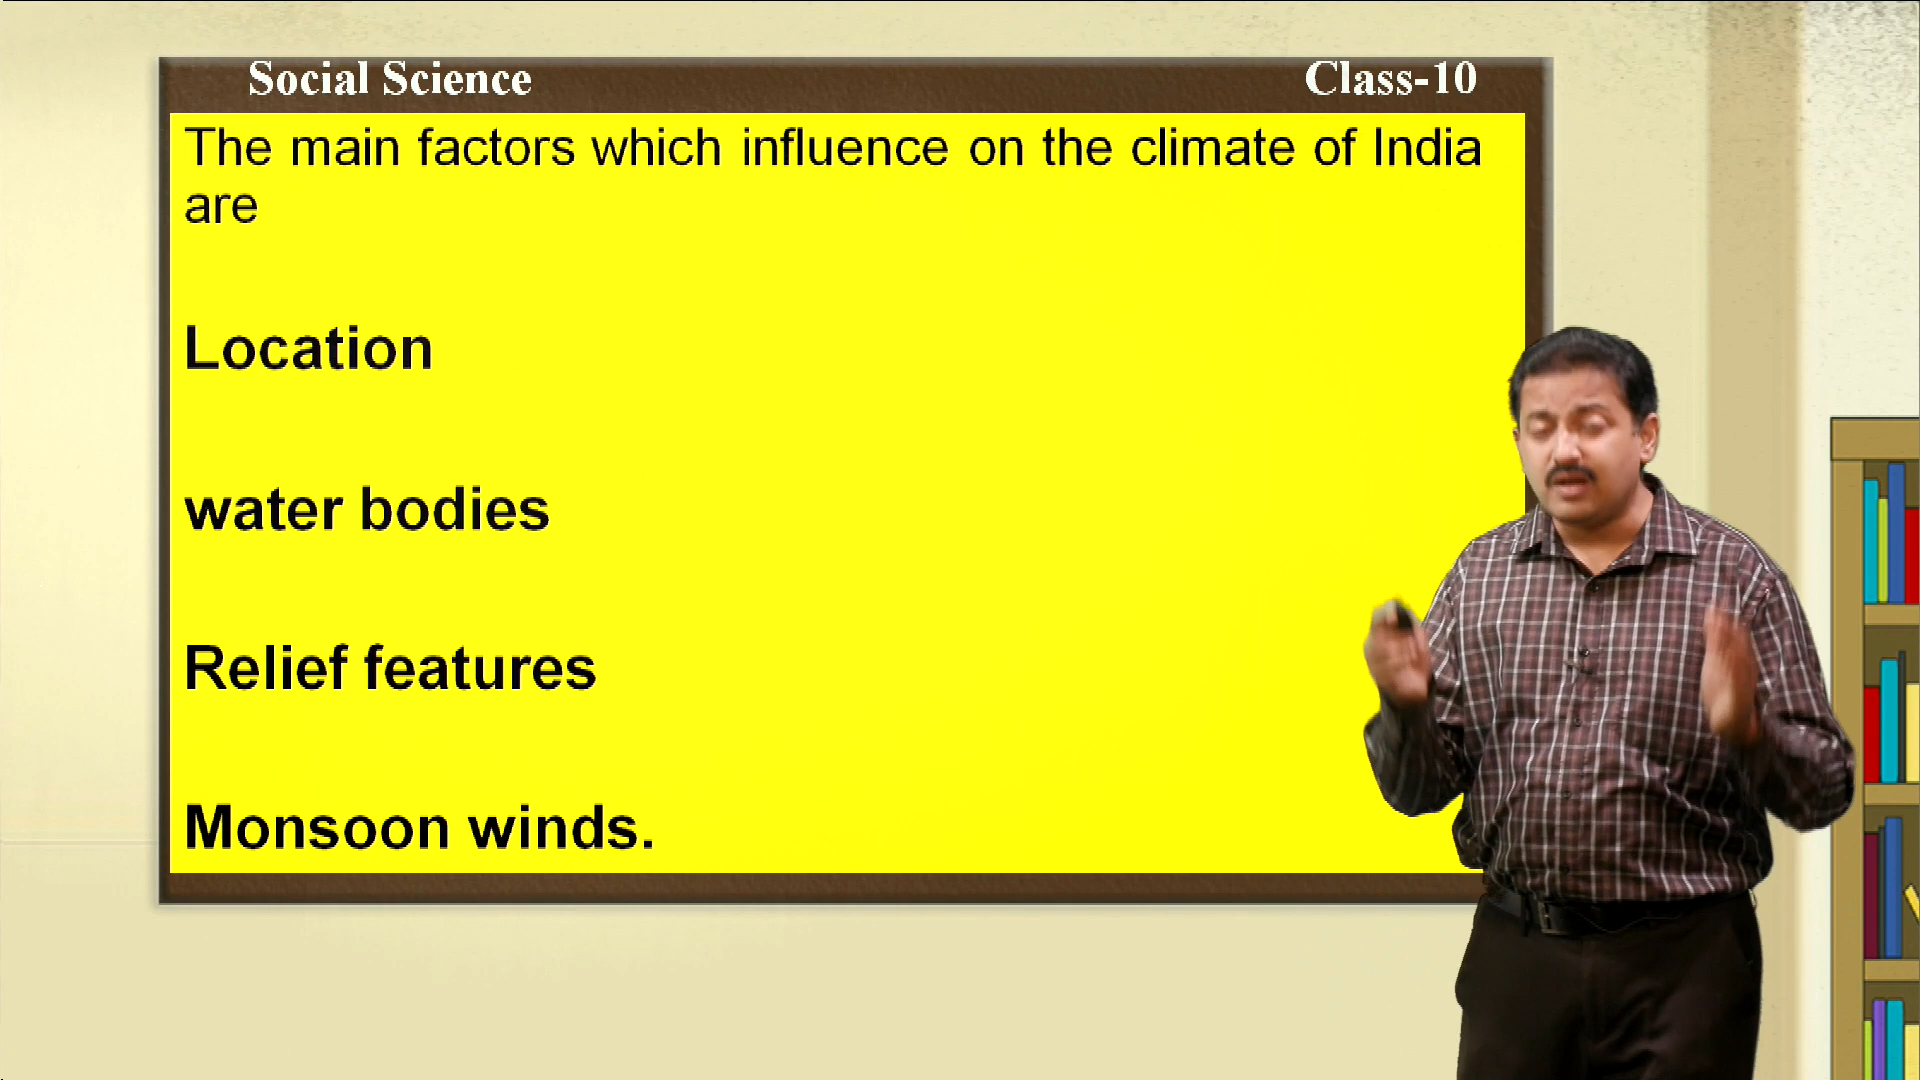 Social Science Class-10
The main factors which influence on the climate of India
are
Location
water bodies
Relief features
Monsoon winds.